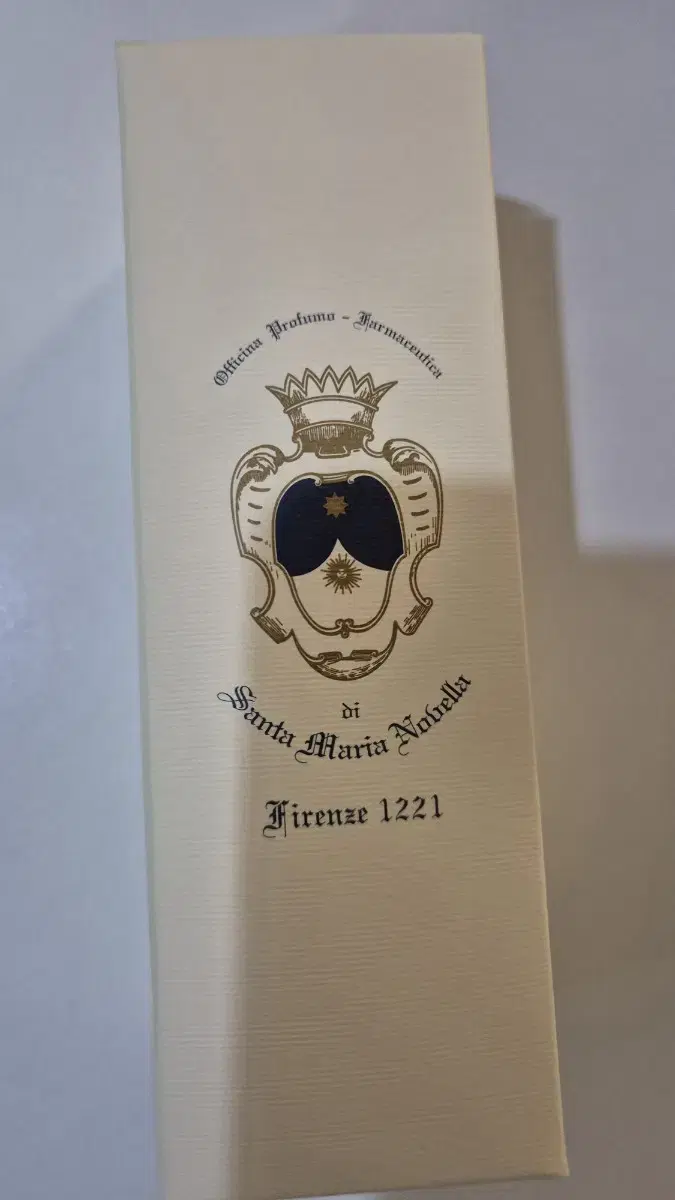 Officina Profumo - Farmaceutica
di
Santa Maria Novella
Firenze 1221